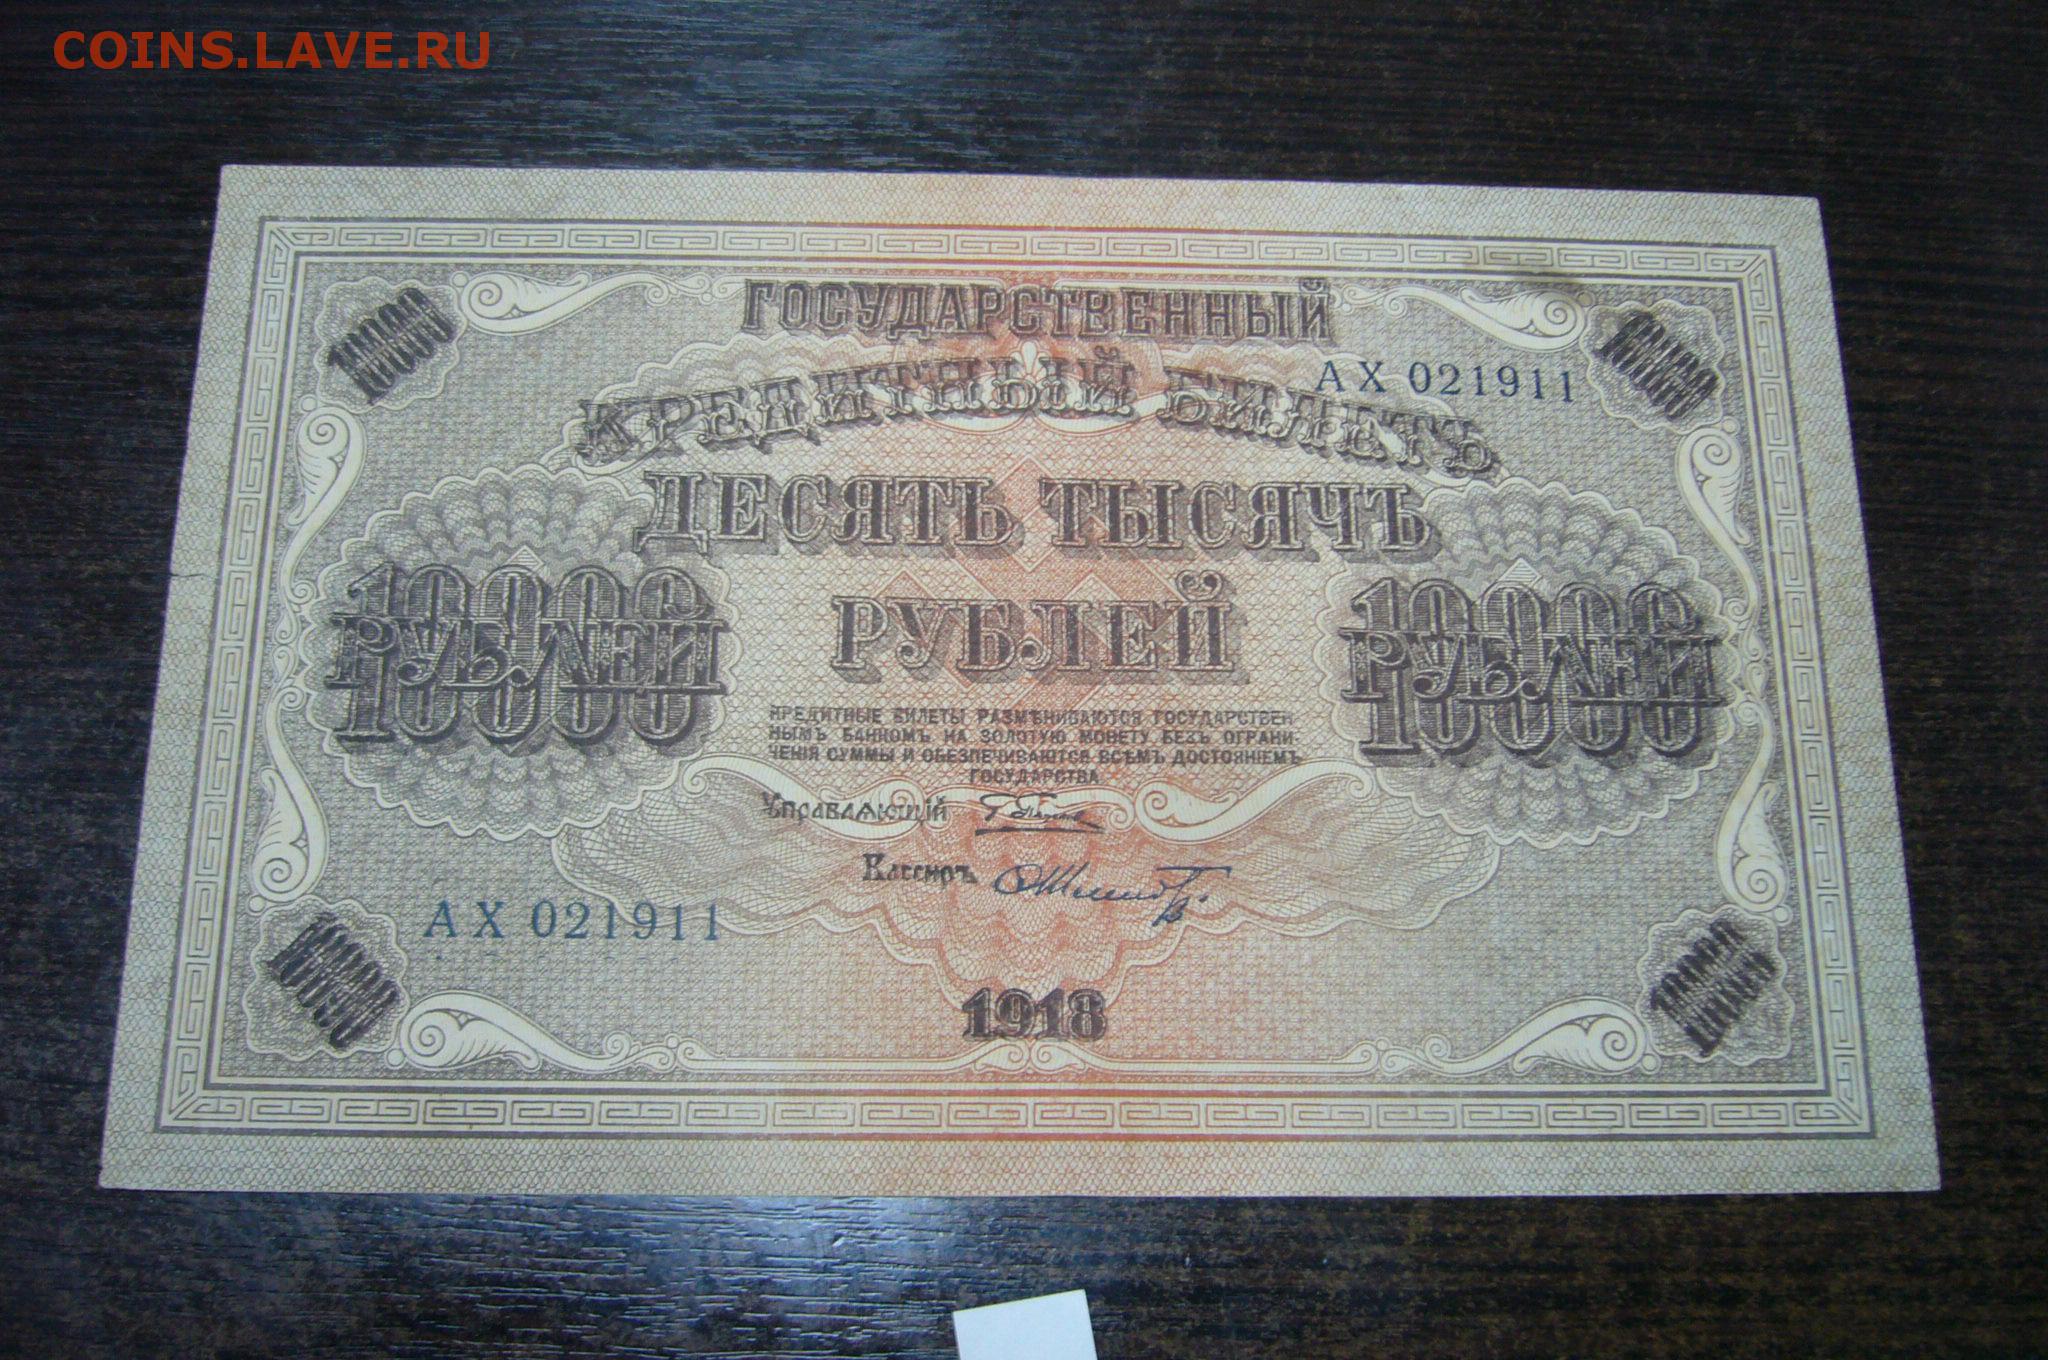 COINS.LAVE.RU
10000
ГОСУДАРСТВЕННЫЙ
10000
КРЕДИТНЫЙ БИЛЕТЪ
АХ 021911
ДЕСЯТЬ ТЫСЯЧЪ
РУБЛЕЙ
10000
РУБЛЕЙ
10000
10000
РУБЛЕЙ
10000
КРЕДИТНЫЕ БИЛЕТЫ РАЗМѢНИВАЮТСЯ ГОСУДАРСТВЕН-
НЫМЪ БАНКОМЪ НА ЗОЛОТУЮ МОНЕТУ БЕЗЪ ОГРАНИ-
ЧЕНІЯ СУММЫ И ОБЕЗПЕЧИВАЮТСЯ ВСѢМЪ ДОСТОЯНІЕМЪ
ГОСУДАРСТВА.
Управляющій
Кассиръ
АХ 021911
10000
1918
10000